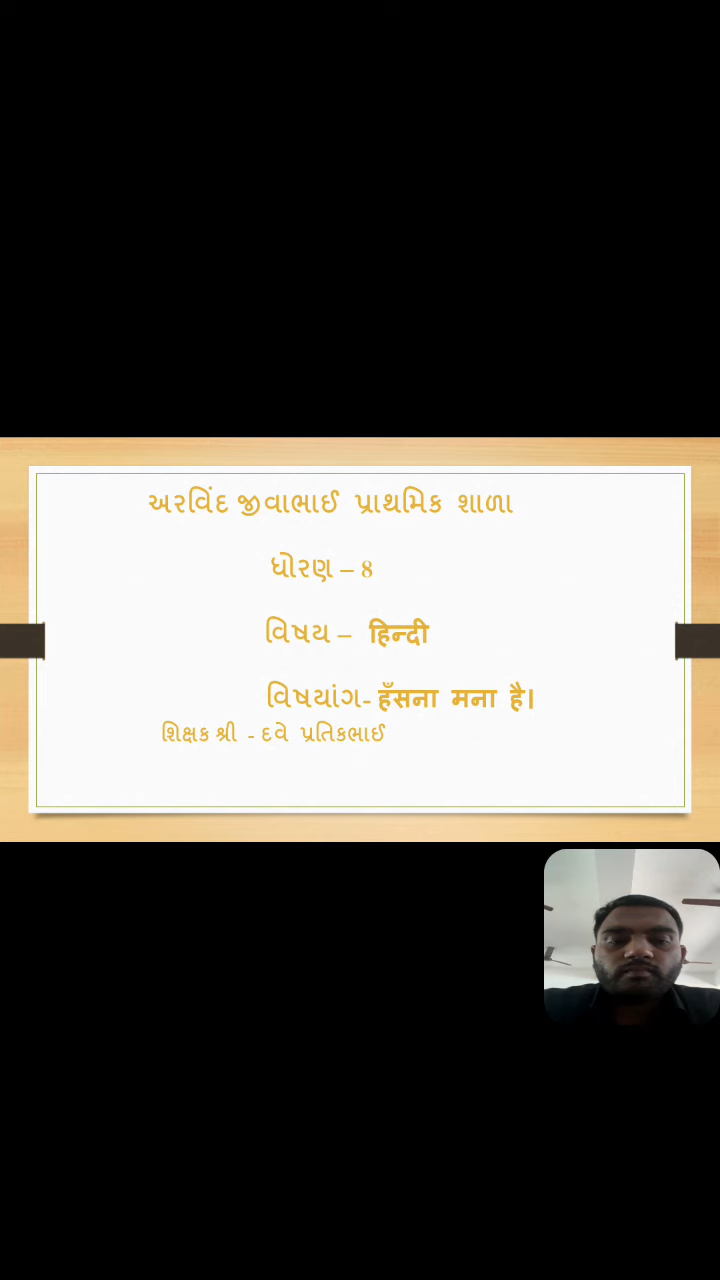 અરવિંદ જીવાભાઈ પ્રાથમિક શાળા
ધોરણ – 8
વિષય – हिन्दी
વિષયાંગ- हँसना मना है।
શિક્ષક શ્રી - દવે પ્રતિકભાઈ